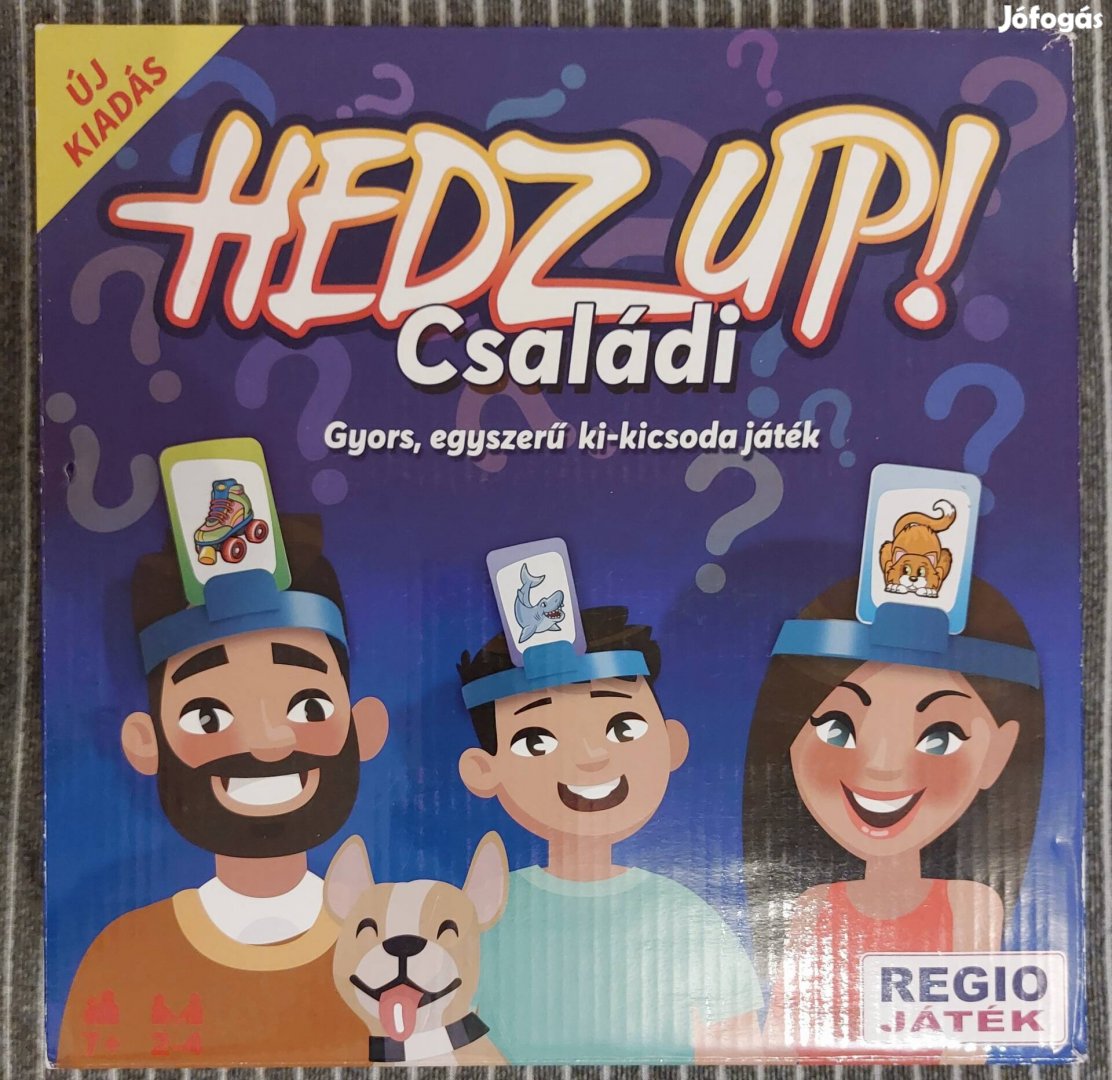 Jófogás
ÚJ
KIADÁS
HEDZ UP!
Családi
Gyors, egyszerű ki-kicsoda játék
7+ 2-4
REGIO
JÁTÉK